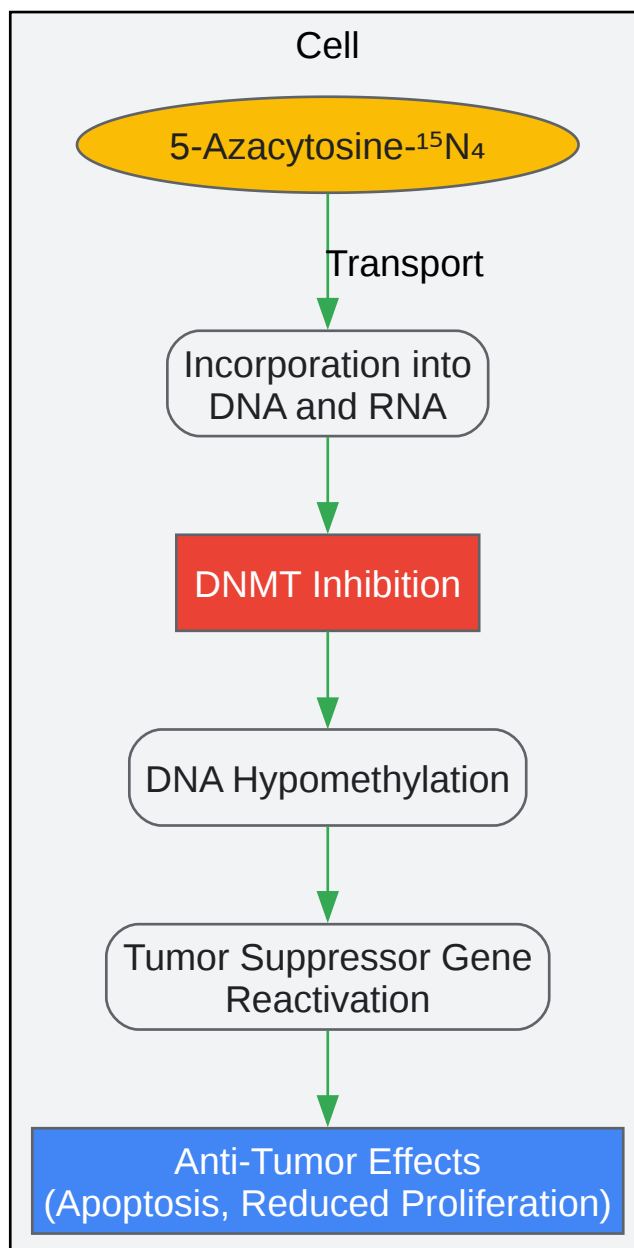 Cell
5-Azacytosine-¹⁵N₄
Transport
Incorporation into
DNA and RNA
DNMT Inhibition
DNA Hypomethylation
Tumor Suppressor Gene
Reactivation
Anti-Tumor Effects
(Apoptosis, Reduced Proliferation)